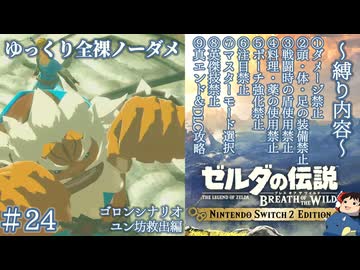 ゆっくり全裸ノーダメ
~縛り内容~
①ダメージ禁止
②頭・体・足の装備禁止
③戦闘時の盾使用禁止
④料理・薬の使用禁止
⑤ポーチ強化禁止
⑥注目禁止
⑦マスターモード選択
⑧英傑技禁止
⑨真エンド&DLC攻略
ゼルダの伝説
THE LEGEND OF ZELDA
BREATH OF THE WILD
NINTENDO SWITCH 2 EDITION
#24
ゴロンシナリオ
ユン坊救出編